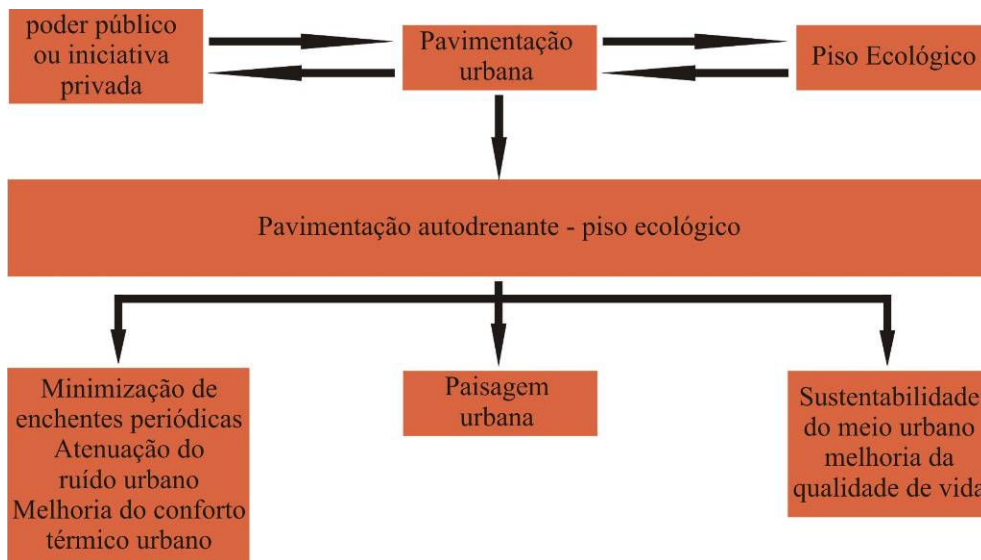 poder público
ou iniciativa
privada
Pavimentação
urbana
Piso Ecológico
Pavimentação autodrenante - piso ecológico
Minimização de
enchentes periódicas
Atenuação do
ruído urbano
Melhoria do conforto
térmico urbano
Paisagem
urbana
Sustentabilidade
do meio urbano
melhoria da
qualidade de vida